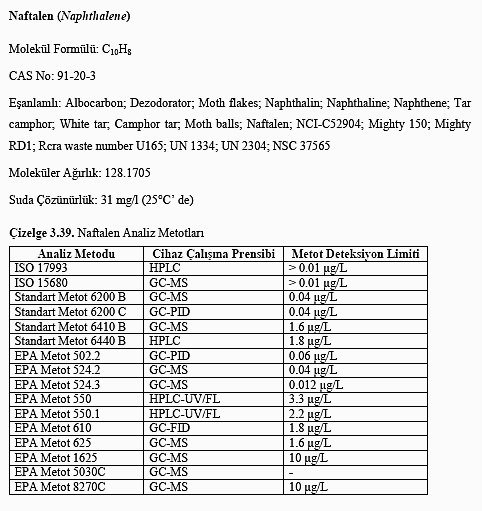 Naftalen (Naphthalene)
Molekül Formülü: C₁₀H₈
CAS No: 91-20-3
Eşanlamlı: Albocarbon; Dezodorator; Moth flakes; Naphthalin; Naphthaline; Naphthene; Tar
camphor; White tar; Camphor tar; Moth balls; Naftalen; NCI-C52904; Mighty 150; Mighty
RD1; Rcra waste number U165; UN 1334; UN 2304; NSC 37565
Moleküler Ağırlık: 128.1705
Suda Çözünürlük: 31 mg/l (25°C’ de)
Çizelge 3.39. Naftalen Analiz Metotları
Analiz Metodu Cihaz Çalışma Prensibi Metot Deteksiyon Limiti
ISO 17993 HPLC > 0.01 µg/L
ISO 15680 GC-MS > 0.01 µg/L
Standart Metot 6200 B GC-MS 0.04 µg/L
Standart Metot 6200 C GC-PID 0.04 µg/L
Standart Metot 6410 B GC-MS 1.6 µg/L
Standart Metot 6440 B HPLC 1.8 µg/L
EPA Metot 502.2 GC-PID 0.06 µg/L
EPA Metot 524.2 GC-MS 0.04 µg/L
EPA Metot 524.3 GC-MS 0.012 µg/L
EPA Metot 550 HPLC-UV/FL 3.3 µg/L
EPA Metot 550.1 HPLC-UV/FL 2.2 µg/L
EPA Metot 610 GC-FID 1.8 µg/L
EPA Metot 625 GC-MS 1.6 µg/L
EPA Metot 1625 GC-MS 10 µg/L
EPA Metot 5030C GC-MS -
EPA Metot 8270C GC-MS 10 µg/L